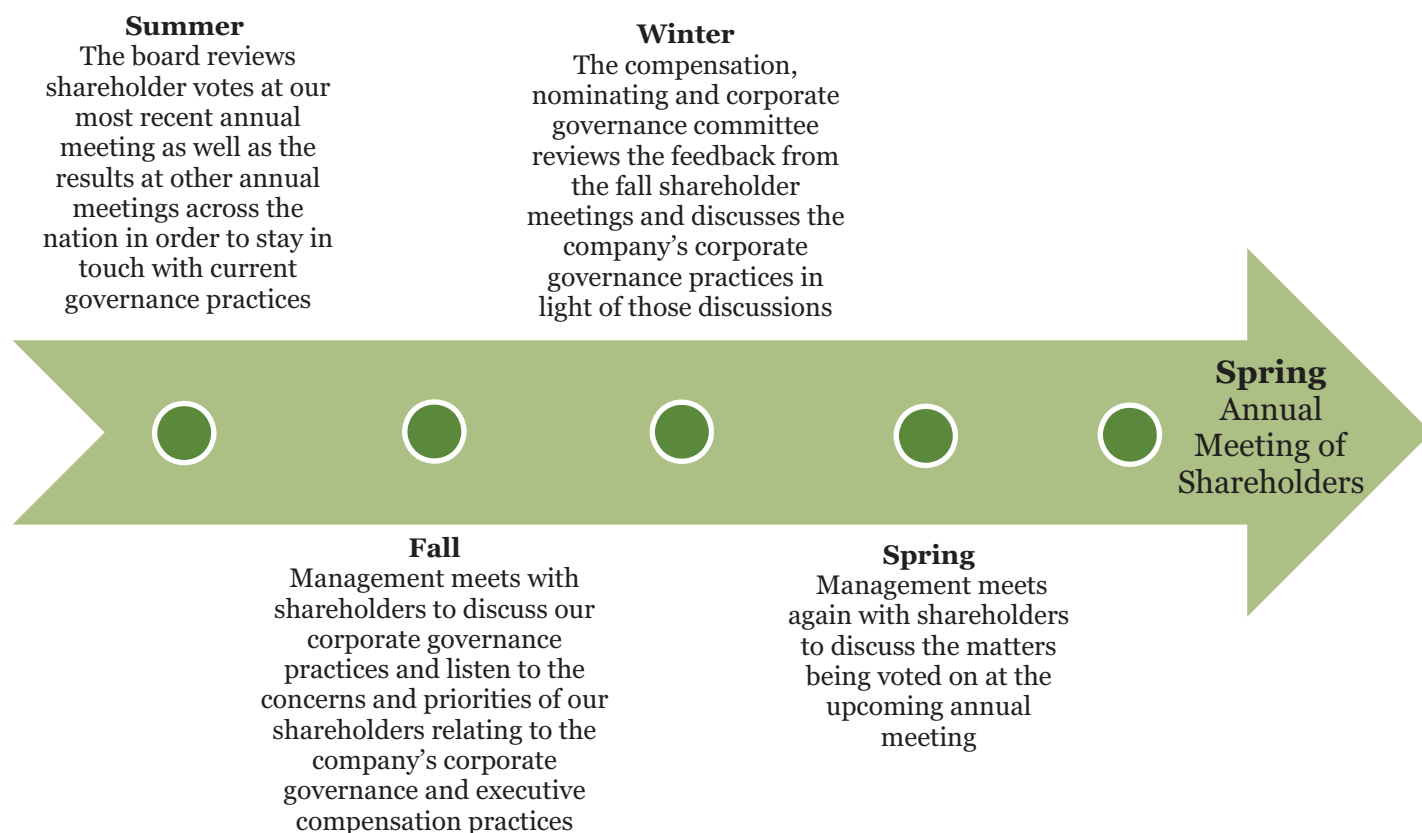 Summer
The board reviews
shareholder votes at our
most recent annual
meeting as well as the
results at other annual
meetings across the
nation in order to stay in
touch with current
governance practices
Fall
Management meets with
shareholders to discuss our
corporate governance
practices and listen to the
concerns and priorities of our
shareholders relating to the
company’s corporate
governance and executive
compensation practices
Winter
The compensation,
nominating and corporate
governance committee
reviews the feedback from
the fall shareholder
meetings and discusses the
company’s corporate
governance practices in
light of those discussions
Spring
Management meets
again with shareholders
to discuss the matters
being voted on at the
upcoming annual
meeting
Spring
Annual
Meeting of
Shareholders